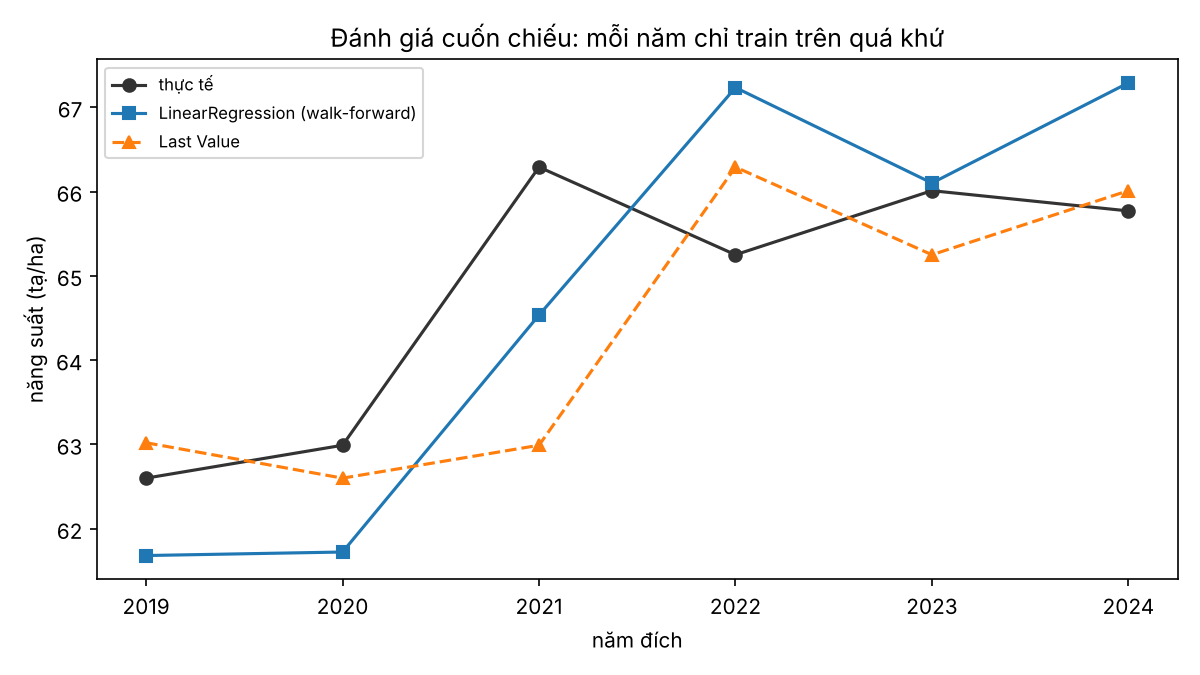 Đánh giá cuốn chiếu: mỗi năm chỉ train trên quá khứ
thực tế
LinearRegression (walk-forward)
Last Value
67
66
65
64
63
62
năng suất (tạ/ha)
2019 2020 2021 2022 2023 2024
năm đích